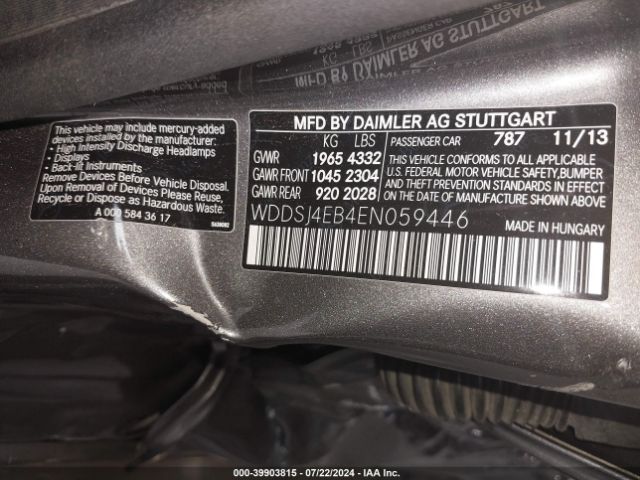 This vehicle may include mercury-added
devices installed by the manufacturer:
• High Intensity Discharge Headlamps
• Displays
• Back lit Instruments
Remove Devices Before Vehicle Disposal.
Upon Removal of Devices Please Reuse,
Recycle or Dispose as Hazardous Waste.
A 000 584 36 17
MFD BY DAIMLER AG STUTTGART
KG LBS
PASSENGER CAR 787 11/13
GVWR 1965 4332
GAWR FRONT 1045 2304
GAWR REAR 920 2028
THIS VEHICLE CONFORMS TO ALL APPLICABLE
U.S. FEDERAL MOTOR VEHICLE SAFETY,BUMPER
AND THEFT PREVENTION STANDARDS IN EFFECT
ON THE DATE OF MANUFACTURE SHOWN ABOVE.
WDDSJ4EB4EN059446
MADE IN HUNGARY
000-39903815 - 07/22/2024 - IAA Inc.